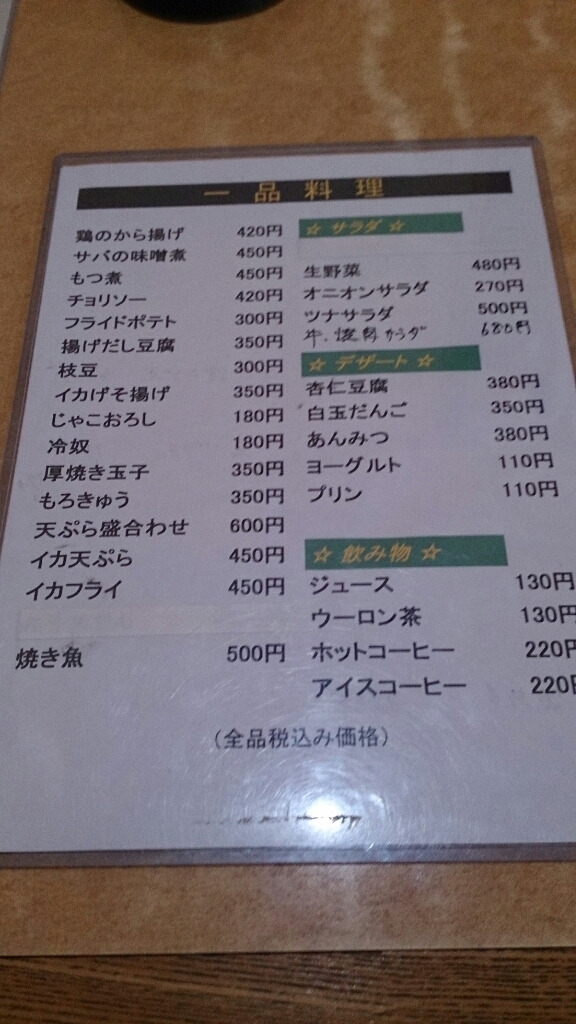 一品料理
鶏のから揚げ 420円
サバの味噌煮 450円
もつ煮 450円
チョリソー 420円
フライドポテト 300円
揚げだし豆腐 350円
枝豆 300円
イカげそ揚げ 350円
じゃこおろし 180円
冷奴 180円
厚焼き玉子 350円
もろきゅう 350円
天ぷら盛合わせ 600円
イカ天ぷら 450円
イカフライ 450円
焼き魚 500円
☆ サラダ ☆
生野菜 480円
オニオンサラダ 270円
ツナサラダ 500円
680円
☆ デザート ☆
杏仁豆腐 380円
白玉だんご 350円
あんみつ 380円
ヨーグルト 110円
プリン 110円
☆ 飲み物 ☆
ジュース 130円
ウーロン茶 130円
ホットコーヒー 220円
アイスコーヒー 220円
(全品税込み価格)